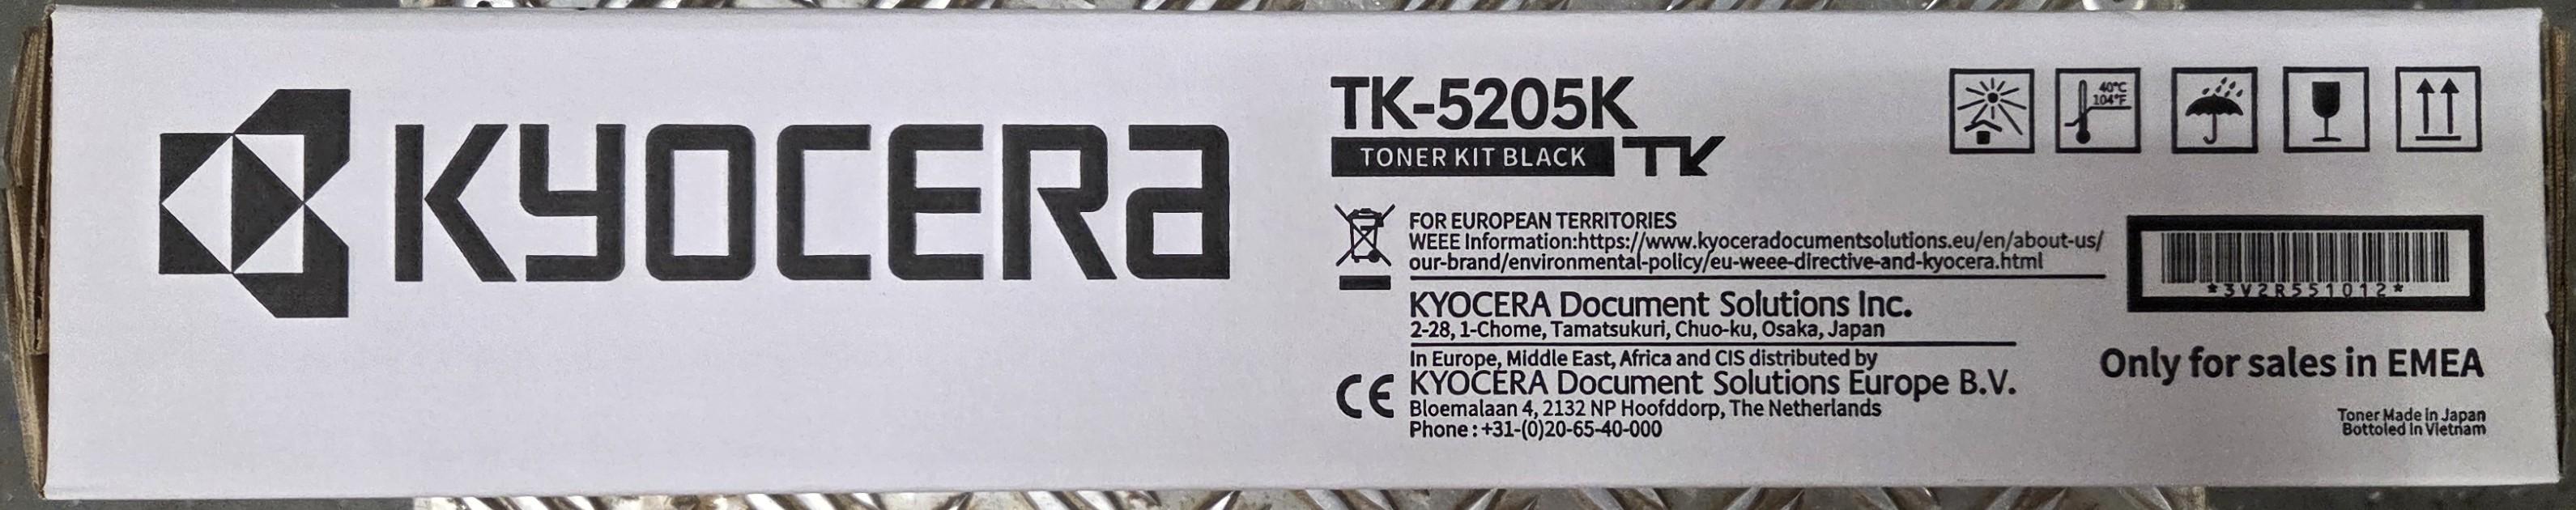 KYOCERA
TK-5205K
TONER KIT BLACK TK
40°C
104°F
FOR EUROPEAN TERRITORIES
WEEE Information:https://www.kyoceradocumentsolutions.eu/en/about-us/
our-brand/environmental-policy/eu-weee-directive-and-kyocera.html
*3V2R551012*
KYOCERA Document Solutions Inc.
2-28, 1-Chome, Tamatsukuri, Chuo-ku, Osaka, Japan
In Europe, Middle East, Africa and CIS distributed by
CE KYOCERA Document Solutions Europe B.V.
Bloemalaan 4, 2132 NP Hoofddorp, The Netherlands
Phone : +31-(0)20-65-40-000
Only for sales in EMEA
Toner Made in Japan
Bottoled in Vietnam